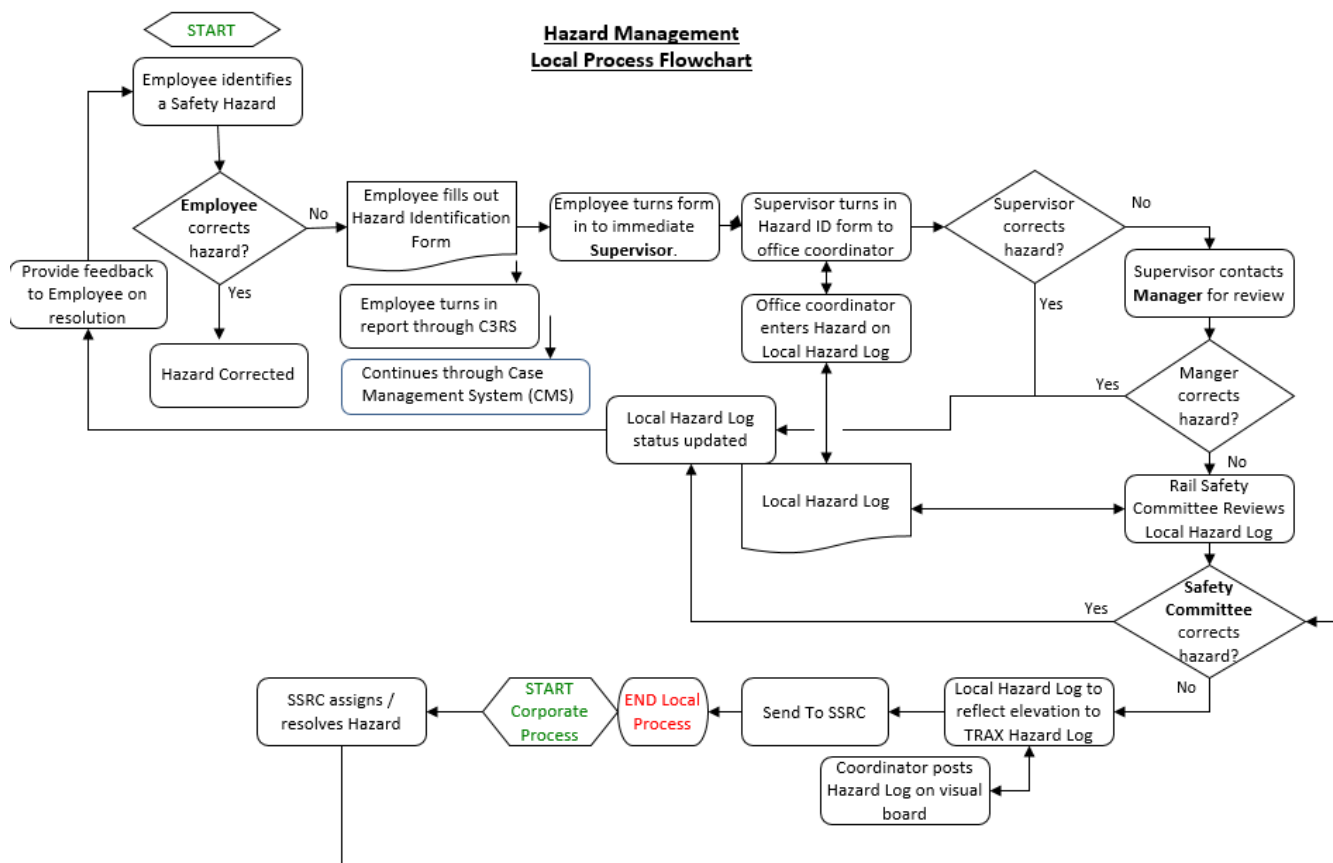 START
Hazard Management
Local Process Flowchart
Employee identifies
a Safety Hazard
Employee
corrects
hazard?
No
Yes
Hazard Corrected
Provide feedback
to Employee on
resolution
Employee fills out
Hazard Identification
Form
Employee turns in
report through C3RS
Continues through Case
Management System (CMS)
Employee turns form
in to immediate
Supervisor.
Supervisor turns in
Hazard ID form to
office coordinator
Office coordinator
enters Hazard on
Local Hazard Log
Supervisor
corrects
hazard?
No
Yes
Supervisor contacts
Manager for review
Manger
corrects
hazard?
Yes
No
Local Hazard Log
status updated
Local Hazard Log
Rail Safety
Committee Reviews
Local Hazard Log
Safety
Committee
corrects
hazard?
Yes
No
Local Hazard Log to
reflect elevation to
TRAX Hazard Log
Coordinator posts
Hazard Log on visual
board
Send To SSRC
END Local
Process
START
Corporate
Process
SSRC assigns /
resolves Hazard